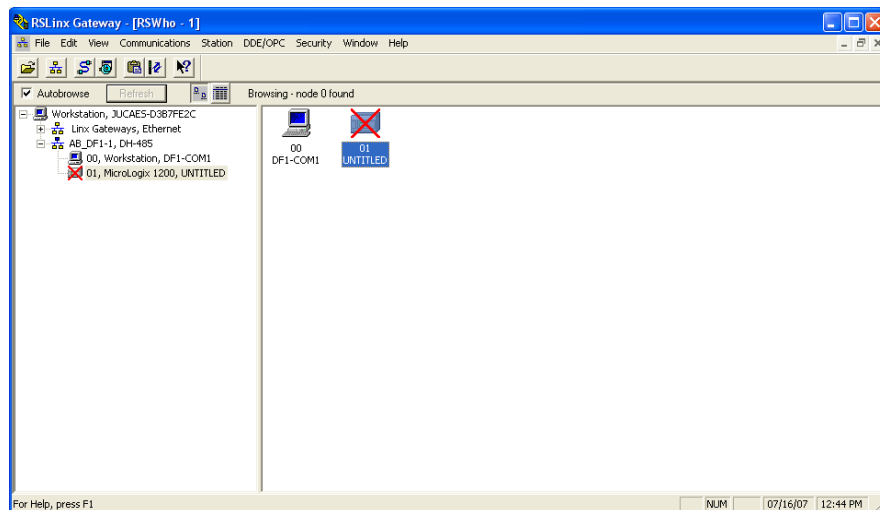 RSLinx Gateway - [RSWho - 1]
File Edit View Communications Station DDE/OPC Security Window Help
Autobrowse Refresh Browsing - node 0 found
Workstation, JUCAES-D3B7FE2C
Linx Gateways, Ethernet
AB_DF1-1, DH-485
00, Workstation, DF1-COM1
01, MicroLogix 1200, UNTITLED
00
DF1-COM1
01
UNTITLED
For Help, press F1 NUM 07/16/07 12:44 PM